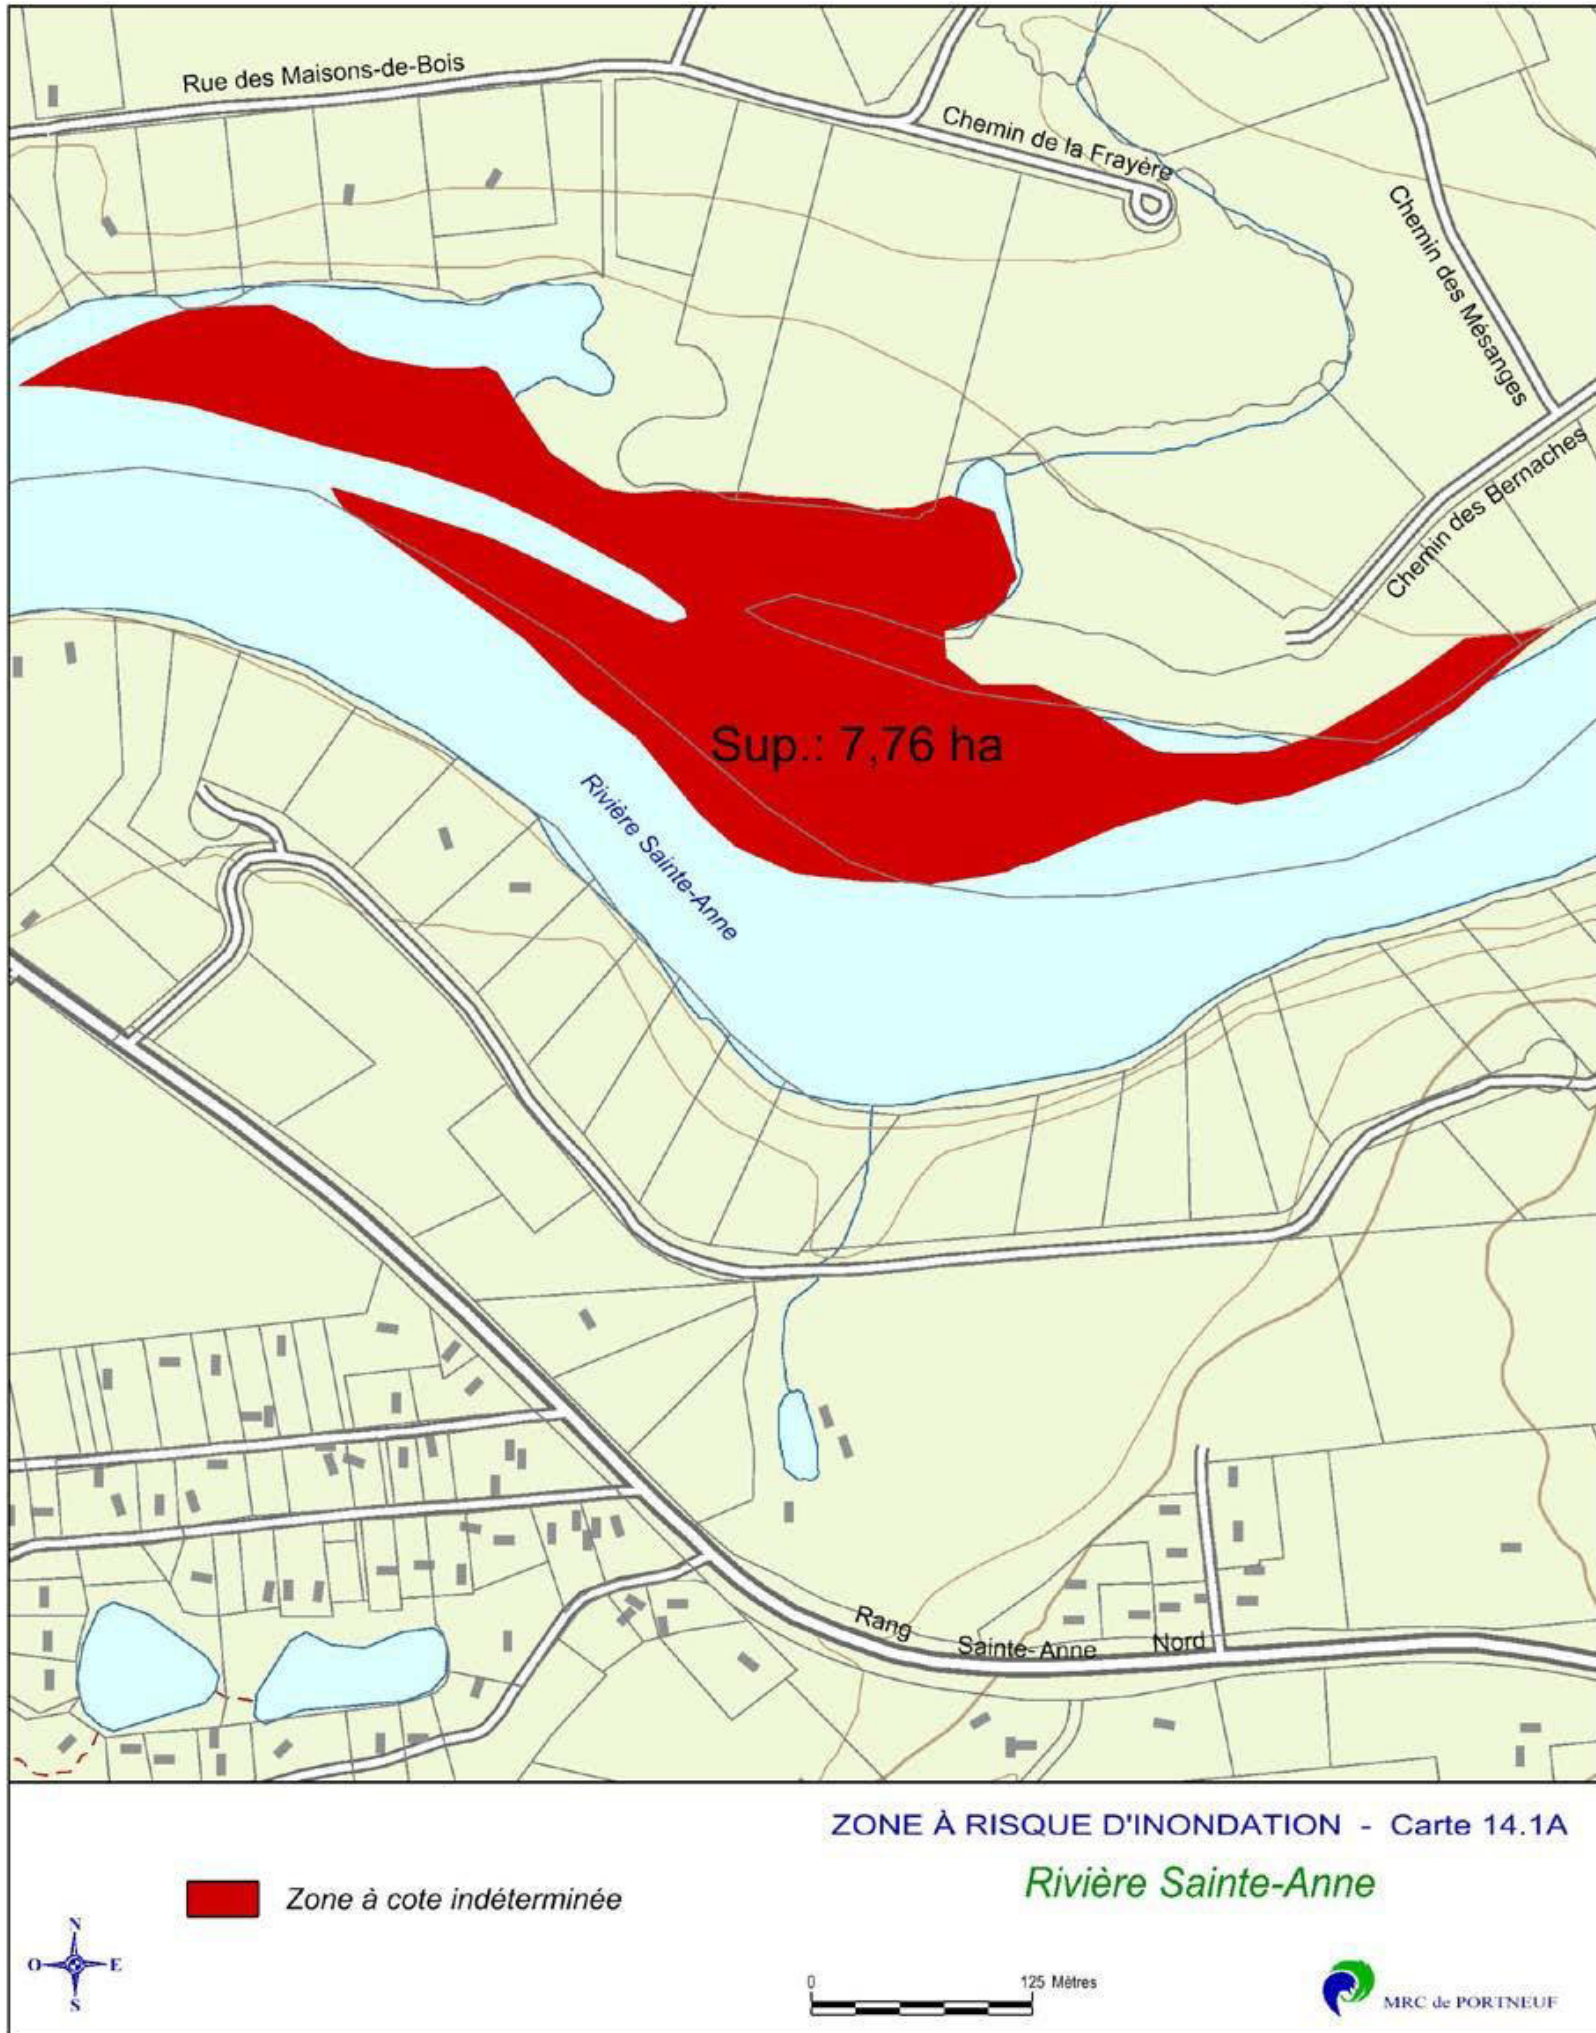 Rue des Maisons-de-Bois
Chemin de la Frayère
Chemin des Mésanges
Chemin des Bernaches
Sup.: 7,76 ha
Rivière Sainte-Anne
Rang Sainte-Anne Nord
ZONE À RISQUE D'INONDATION - Carte 14.1A
Rivière Sainte-Anne
Zone à cote indéterminée
N
O E
S
0 125 Mètres
MRC de PORTNEUF